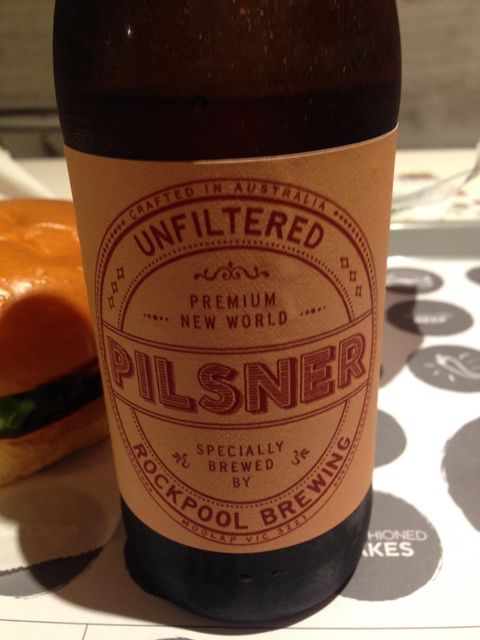 CRAFTED IN AUSTRALIA
UNFILTERED
PREMIUM
NEW WORLD
PILSNER
SPECIALLY
BREWED
BY
ROCKPOOL BREWING
MOOLAP VIC 3221
HIONED
AKES